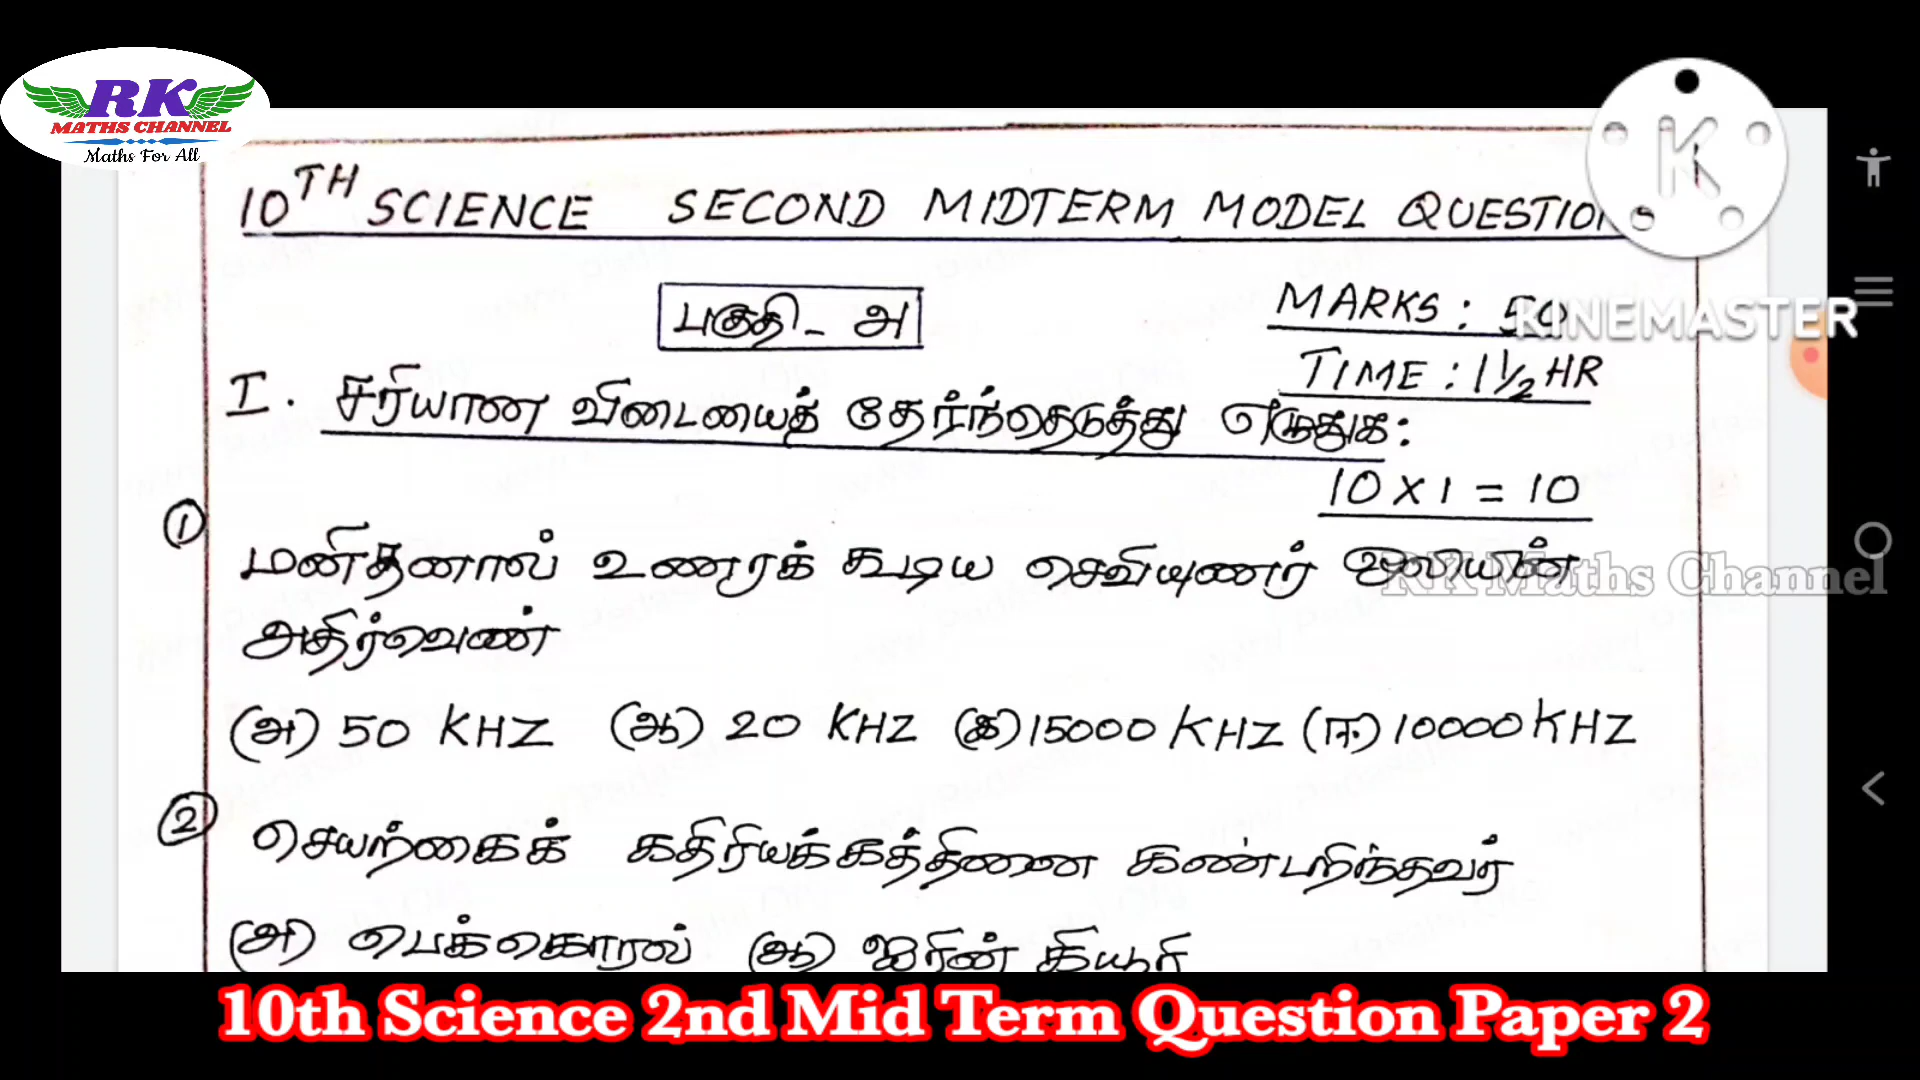 RK
MATHS CHANNEL
Maths For All
10TH SCIENCE SECOND MIDTERM MODEL QUESTION
பகுதி - அ
MARKS : 50
KINEMASTER
TIME : 1 1/2 HR
I. சரியான விடையைத் தேர்ந்தெடுத்து எழுதுக :
10 X 1 = 10
① மனிதனால் உணரக் கூடிய செவியுணர் ஒலியின்
RK Maths Channel
அதிர்வெண்
(அ) 50 KHZ (ஆ) 20 KHZ (இ) 15000 KHZ (ஈ) 10000 KHZ
② செயற்கைக் கதிரியக்கத்தினை கண்டறிந்தவர்
(அ) பெக்கொரல் (ஆ) ஐரின் கியூரி
10th Science 2nd Mid Term Question Paper 2